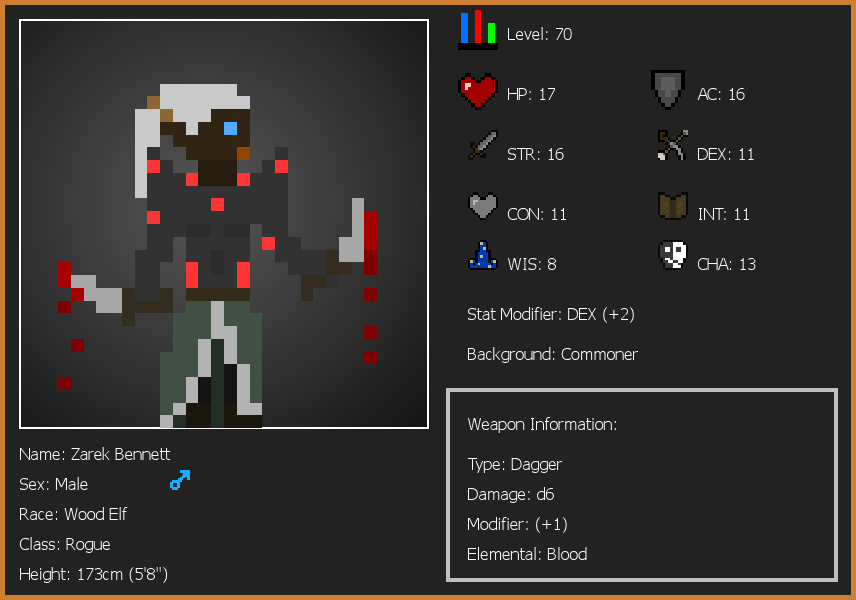 Level: 70
HP: 17
AC: 16
STR: 16
DEX: 11
CON: 11
INT: 11
WIS: 8
CHA: 13
Stat Modifier: DEX (+2)
Background: Commoner
Weapon Information:
Type: Dagger
Damage: d6
Modifier: (+1)
Elemental: Blood
Name: Zarek Bennett
Sex: Male
Race: Wood Elf
Class: Rogue
Height: 173cm (5'8")